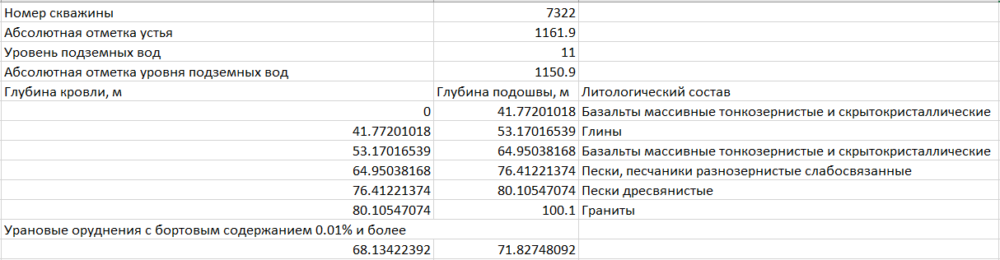 Номер скважины 7322
Абсолютная отметка устья 1161.9
Уровень подземных вод 11
Абсолютная отметка уровня подземных вод 1150.9
Глубина кровли, м Глубина подошвы, м Литологический состав
0 41.77201018 Базальты массивные тонкозернистые и скрытокристаллические
41.77201018 53.17016539 Глины
53.17016539 64.95038168 Базальты массивные тонкозернистые и скрытокристаллические
64.95038168 76.41221374 Пески, песчаники разнозернистые слабосвязанные
76.41221374 80.10547074 Пески дресвянистые
80.10547074 100.1 Граниты
Урановые оруднения с бортовым содержанием 0.01% и более
68.13422392 71.82748092